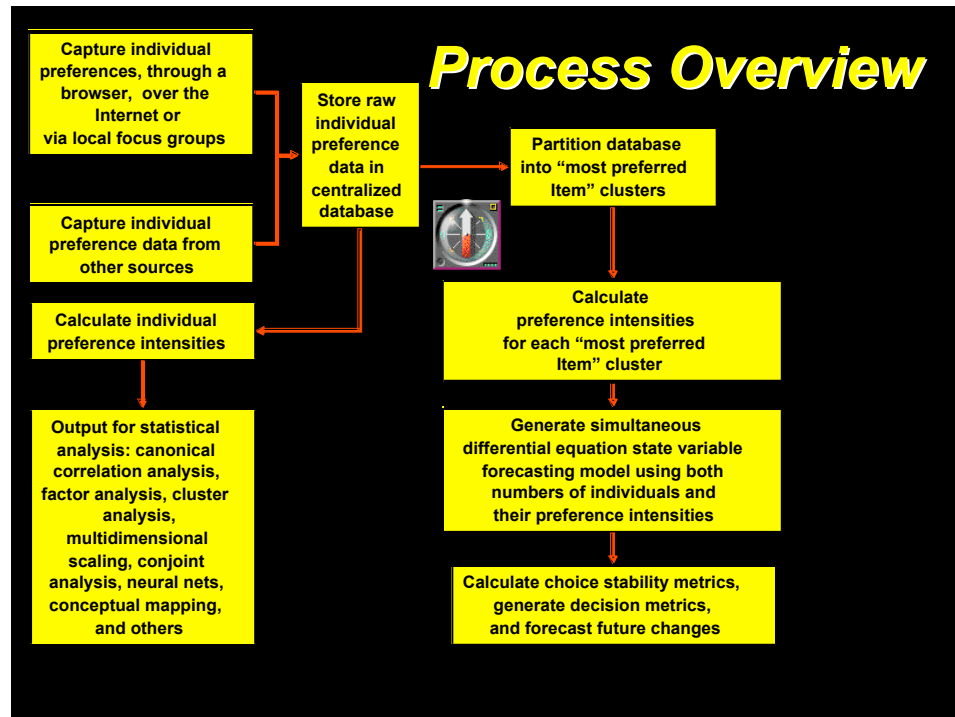 Process Overview
Capture individual
preferences, through a
browser, over the
Internet or
via local focus groups
Store raw
individual
preference
data in
centralized
database
Partition database
into “most preferred
Item” clusters
Capture individual
preference data from
other sources
Calculate individual
preference intensities
Calculate
preference intensities
for each “most preferred
Item” cluster
Output for statistical
analysis: canonical
correlation analysis,
factor analysis, cluster
analysis,
multidimensional
scaling, conjoint
analysis, neural nets,
conceptual mapping,
and others
Generate simultaneous
differential equation state variable
forecasting model using both
numbers of individuals and
their preference intensities
Calculate choice stability metrics,
generate decision metrics,
and forecast future changes